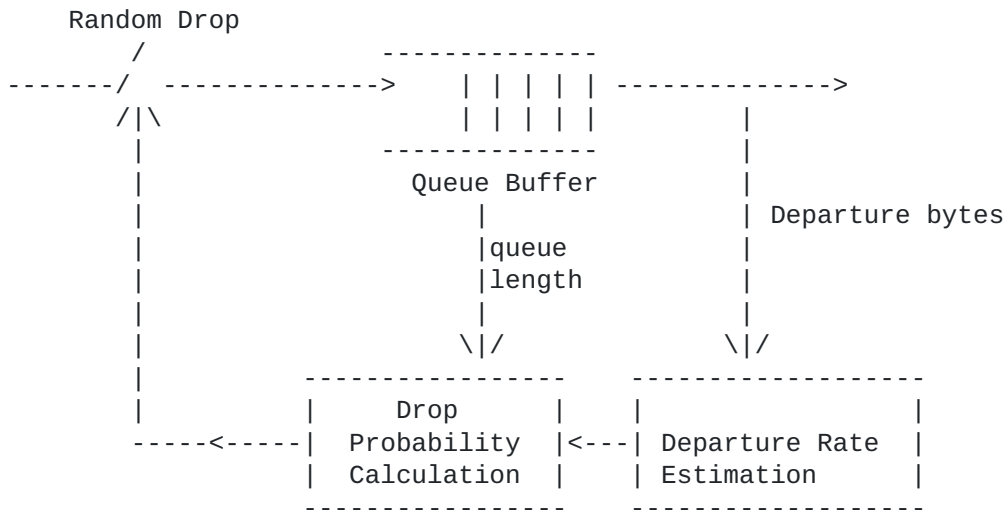 Random Drop
Queue Buffer
Departure bytes
queue
length
Drop
Probability
Calculation
Departure Rate
Estimation